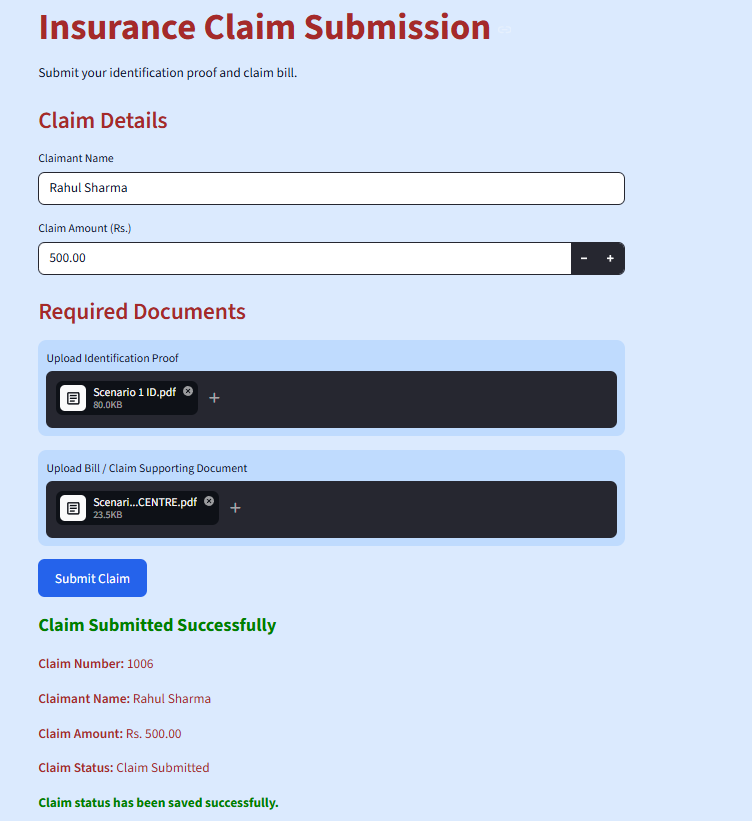 Insurance Claim Submission
Submit your identification proof and claim bill.
Claim Details
Claimant Name
Rahul Sharma
Claim Amount (Rs.)
500.00
− +
Required Documents
Upload Identification Proof
Scenario 1 ID.pdf
80.0KB
+
Upload Bill / Claim Supporting Document
Scenari...CENTRE.pdf
23.5KB
+
Submit Claim
Claim Submitted Successfully
Claim Number: 1006
Claimant Name: Rahul Sharma
Claim Amount: Rs. 500.00
Claim Status: Claim Submitted
Claim status has been saved successfully.